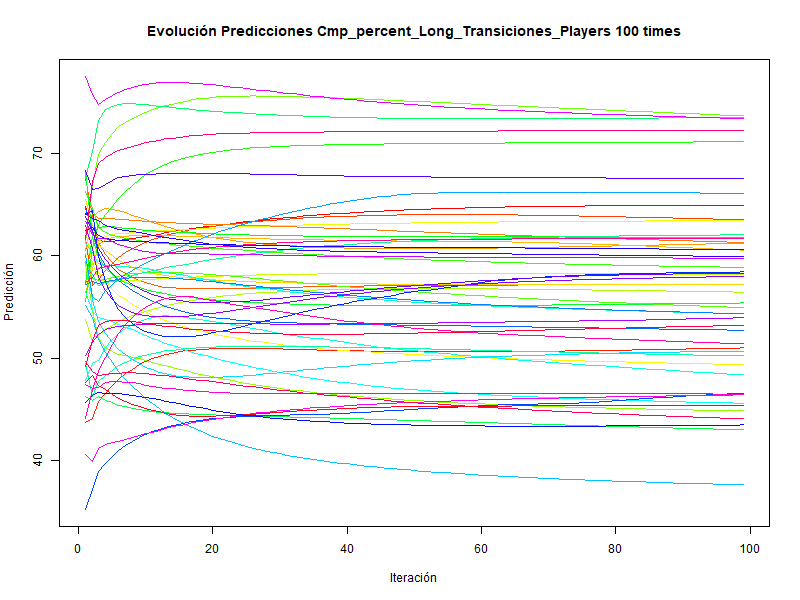 Evolución Predicciones Cmp_percent_Long_Transiciones_Players 100 times
Predicción
70
60
50
40
0 20 40 60 80 100
Iteración